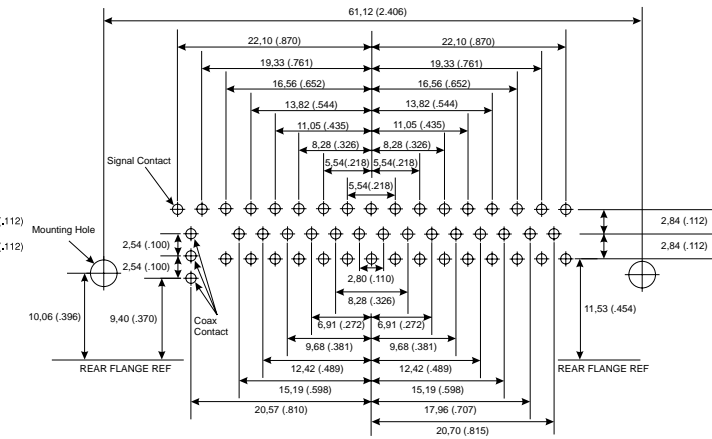 61,12 (2.406)
22,10 (.870) 22,10 (.870)
19,33 (.761) 19,33 (.761)
16,56 (.652) 16,56 (.652)
13,82 (.544) 13,82 (.544)
11,05 (.435) 11,05 (.435)
8,28 (.326) 8,28 (.326)
5,54(.218) 5,54(.218)
5,54(.218)
Signal Contact
(.112)
Mounting Hole
(.112)
2,54 (.100)
2,54 (.100)
2,84 (.112)
2,84 (.112)
2,80 (.110)
8,28 (.326)
10,06 (.396)
9,40 (.370)
Coax
Contact
11,53 (.454)
6,91 (.272) 6,91 (.272)
9,68 (.381) 9,68 (.381)
REAR FLANGE REF REAR FLANGE REF
12,42 (.489) 12,42 (.489)
15,19 (.598) 15,19 (.598)
20,57 (.810) 17,96 (.707)
20,70 (.815)